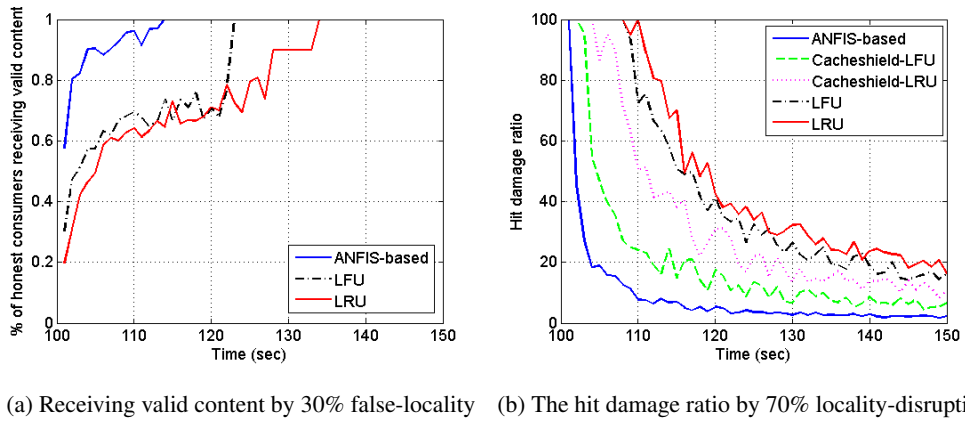 % of honest consumers receiving valid content
1
0.8
0.6
0.4
0.2
0
100 110 120 130 140 150
Time (sec)
ANFIS-based
LFU
LRU
(a) Receiving valid content by 30% false-locality
Hit damage ratio
100
80
60
40
20
0
100 110 120 130 140 150
Time (sec)
ANFIS-based
Cacheshield-LFU
Cacheshield-LRU
LFU
LRU
(b) The hit damage ratio by 70% locality-disrupti